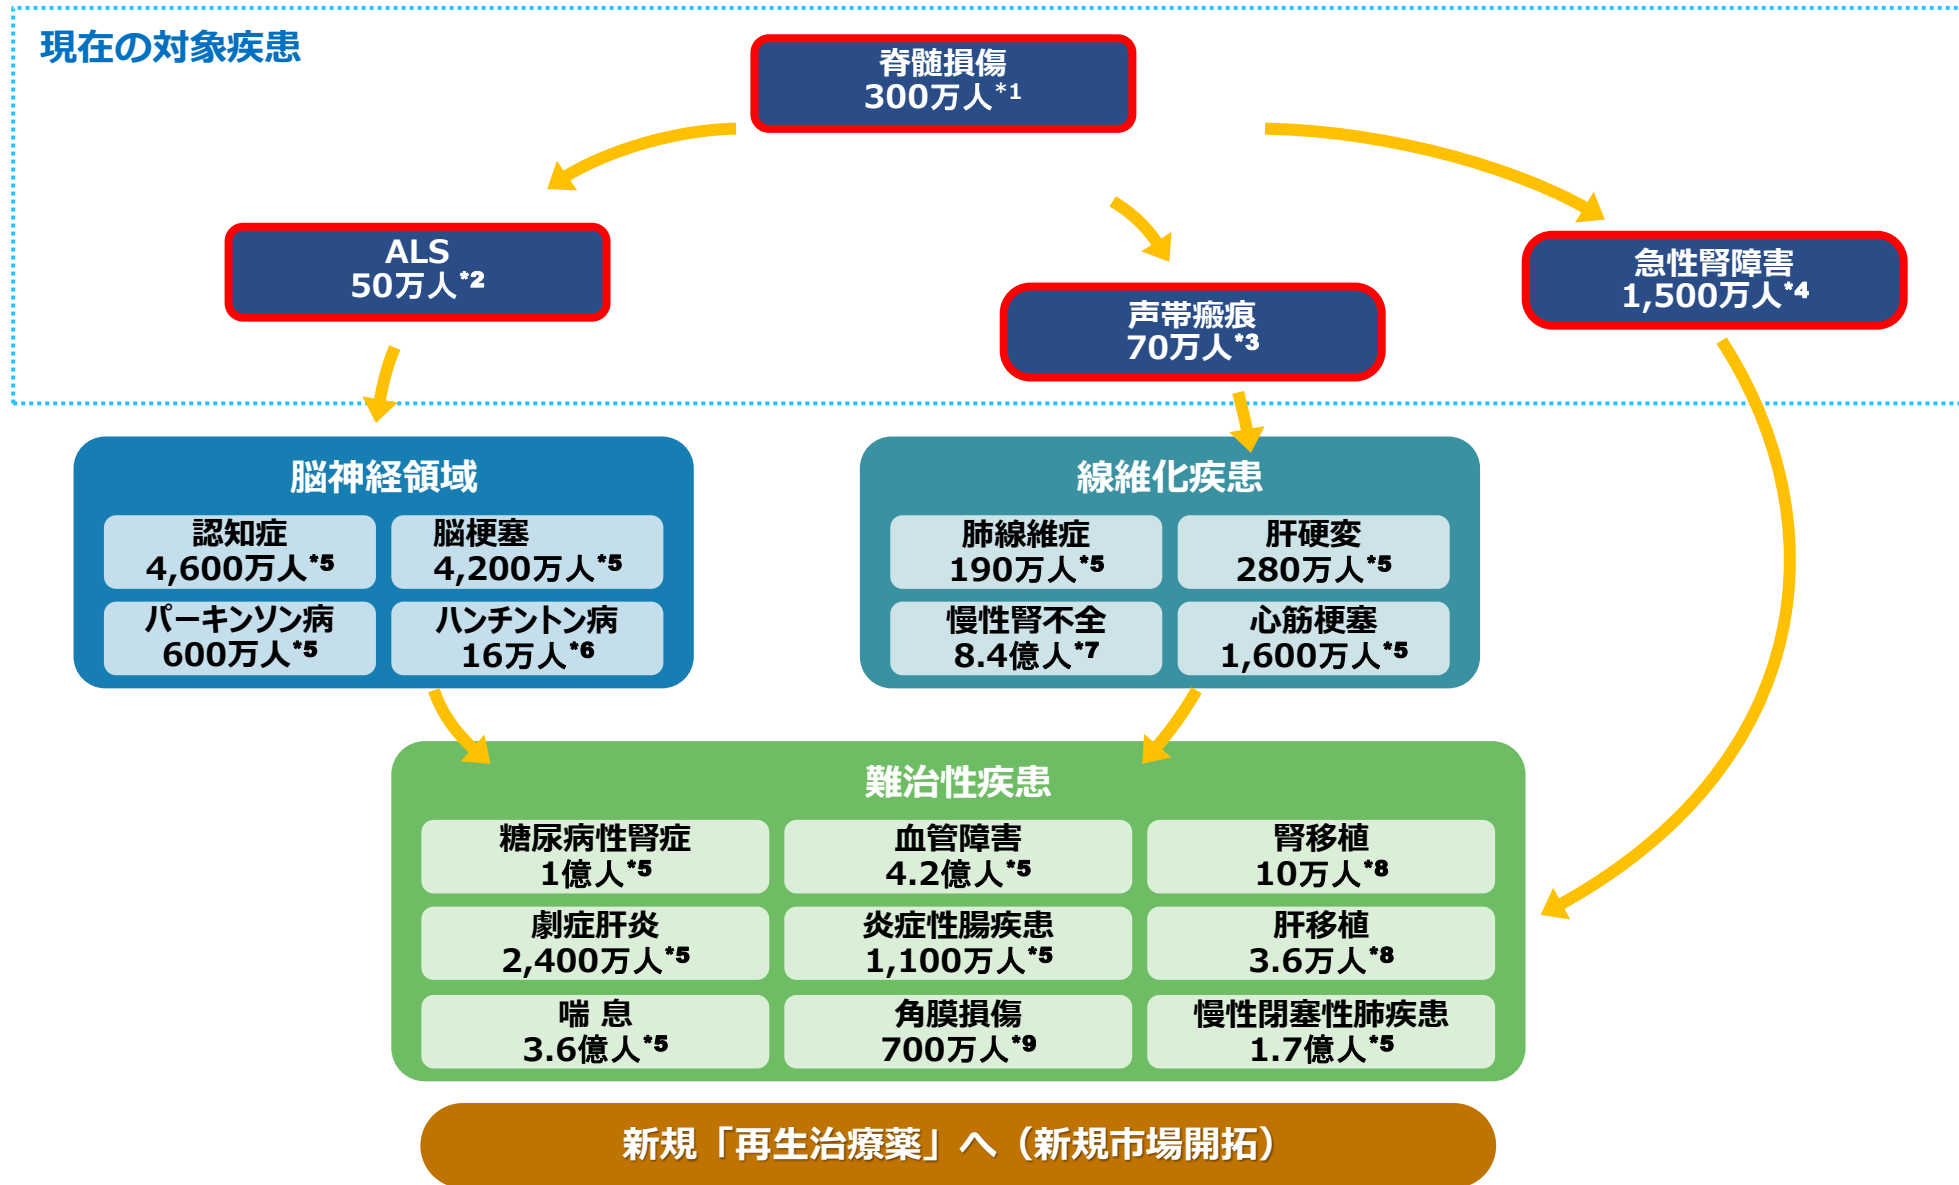 現在の対象疾患
脊髄損傷
300万人*1
ALS
50万人*2
声帯瘢痕
70万人*3
急性腎障害
1,500万人*4
脳神経領域
認知症
4,600万人*5
脳梗塞
4,200万人*5
パーキンソン病
600万人*5
ハンチントン病
16万人*6
線維化疾患
肺線維症
190万人*5
肝硬変
280万人*5
慢性腎不全
8.4億人*7
心筋梗塞
1,600万人*5
難治性疾患
糖尿病性腎症
1億人*5
血管障害
4.2億人*5
腎移植
10万人*8
劇症肝炎
2,400万人*5
炎症性腸疾患
1,100万人*5
肝移植
3.6万人*8
喘 息
3.6億人*5
角膜損傷
700万人*9
慢性閉塞性肺疾患
1.7億人*5
新規「再生治療薬」へ（新規市場開拓）